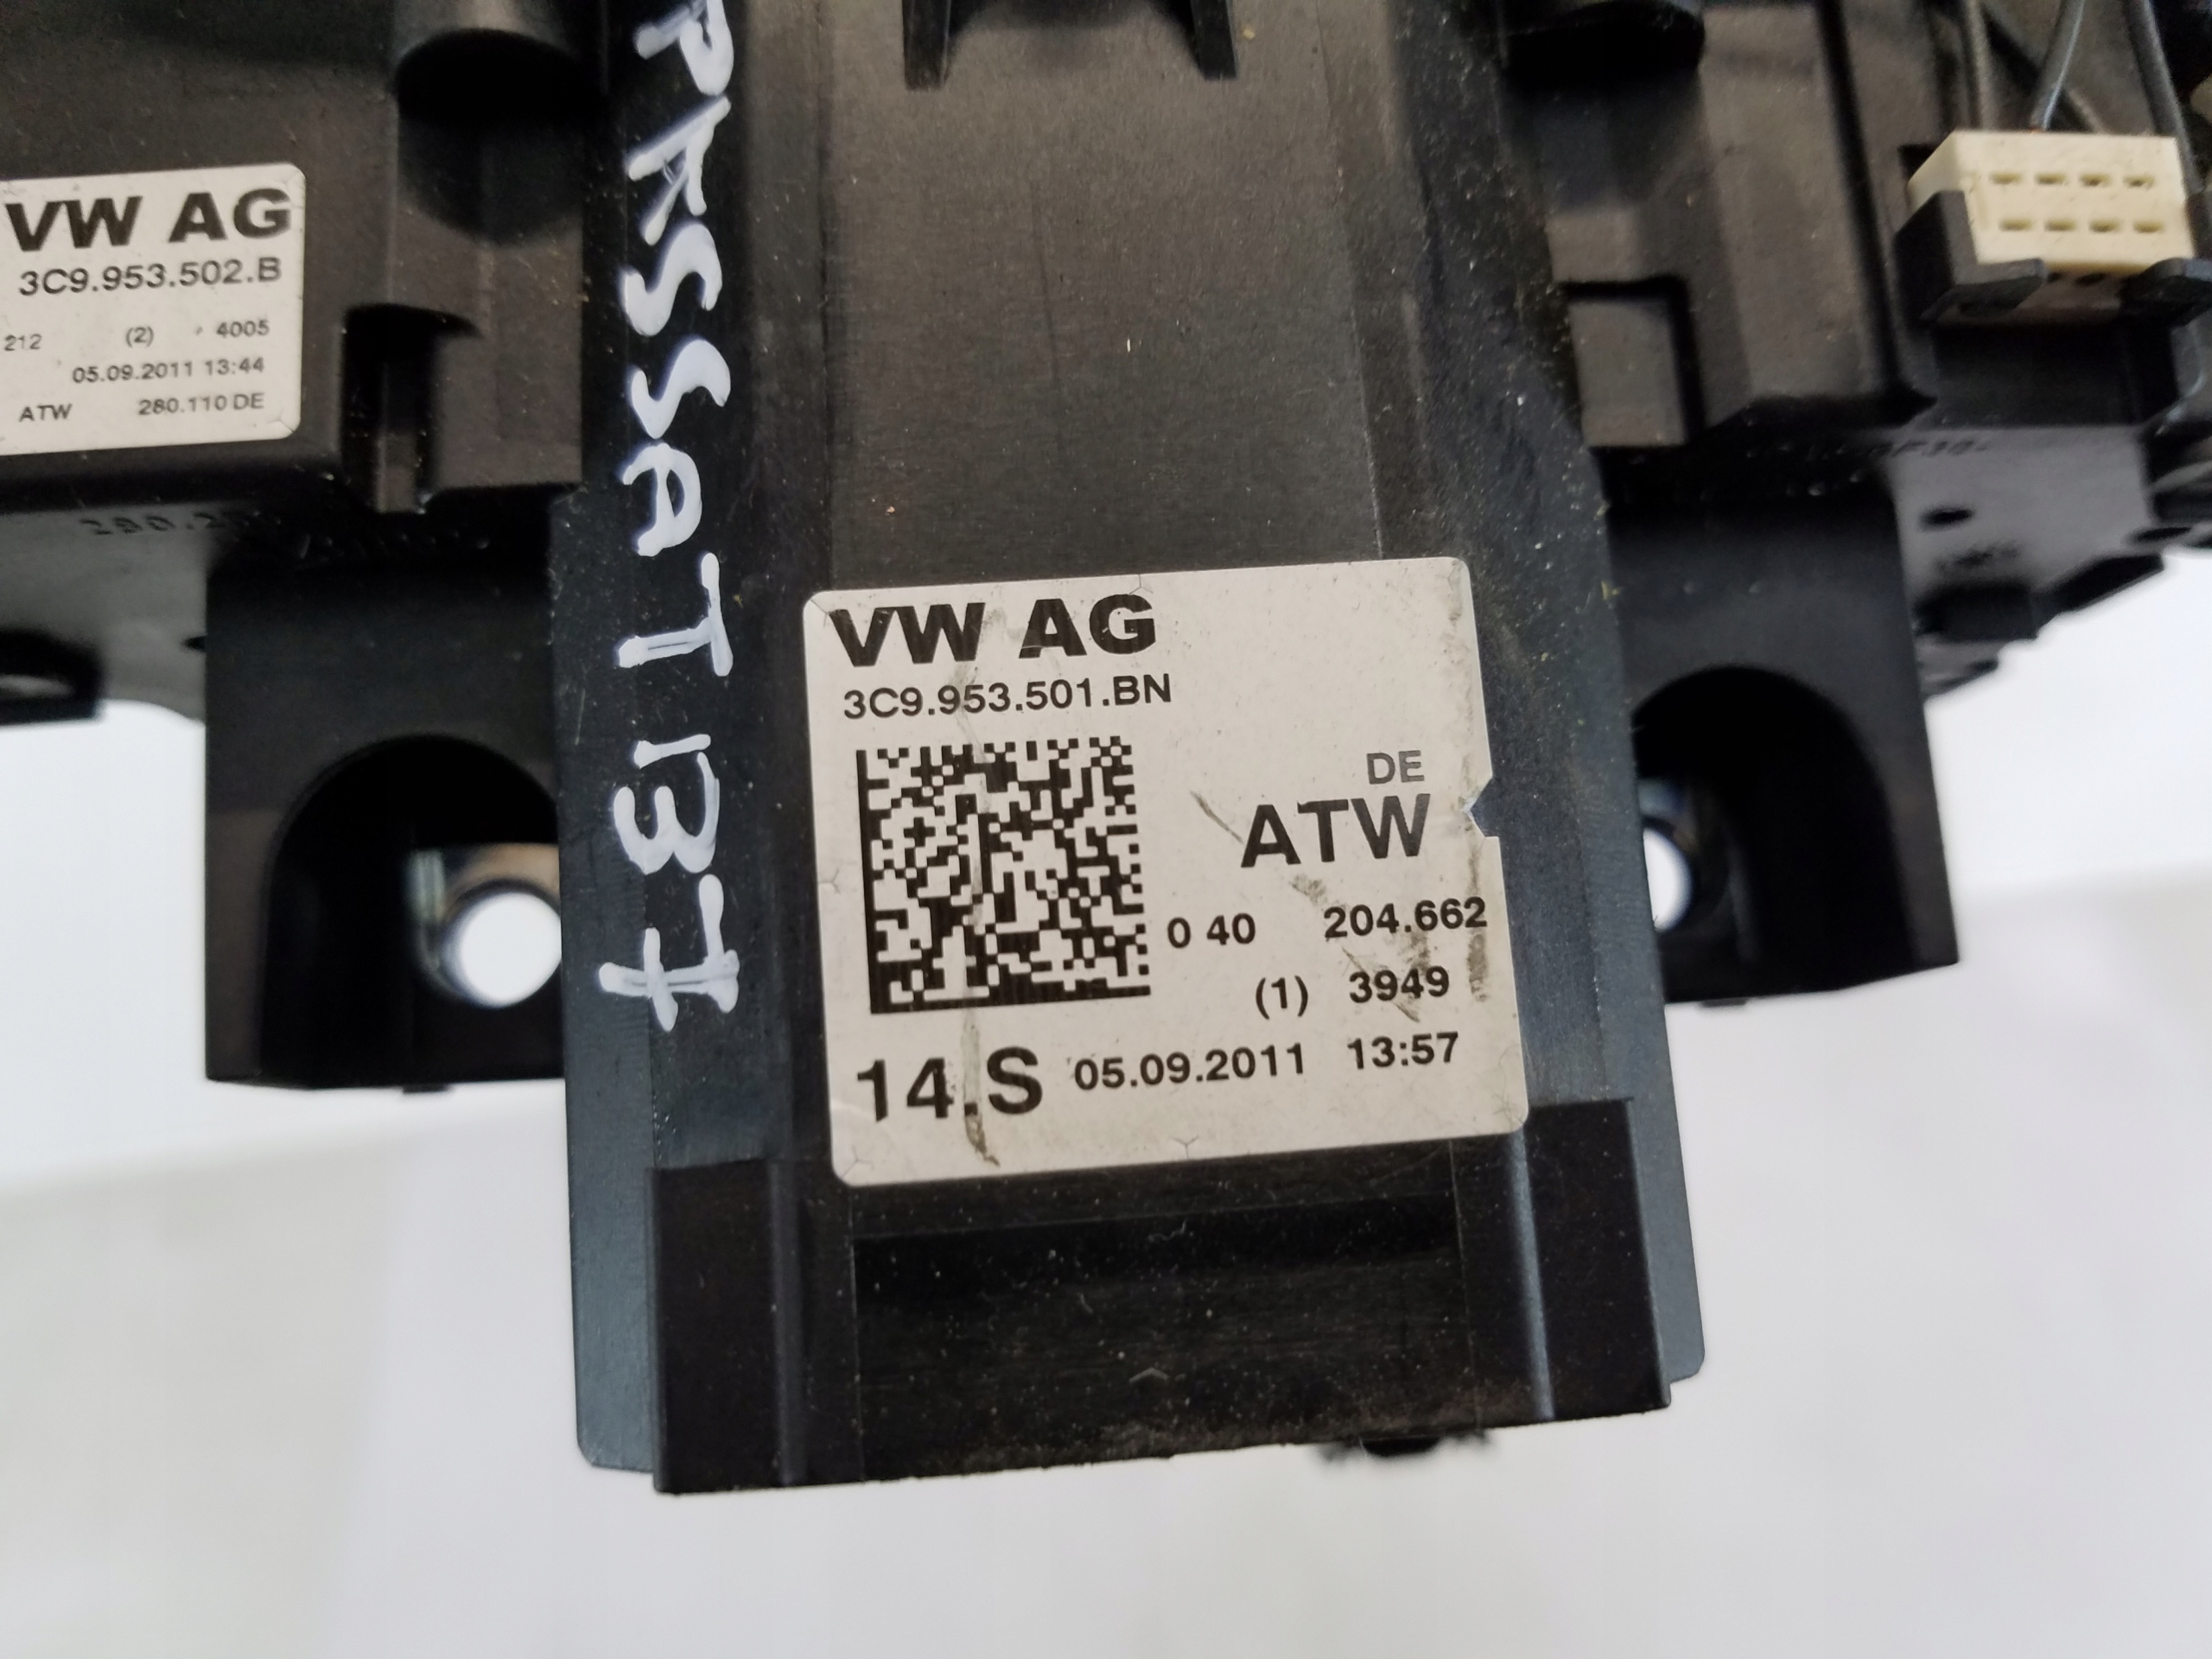 VW AG
3C9.953.502.B
212 (2) 4005
05.09.2011 13:44
ATW 280.110 DE
PASSAT B7
VW AG
3C9.953.501.BN
DE
ATW
0 40 204.662
(1) 3949
14.S 05.09.2011 13:57